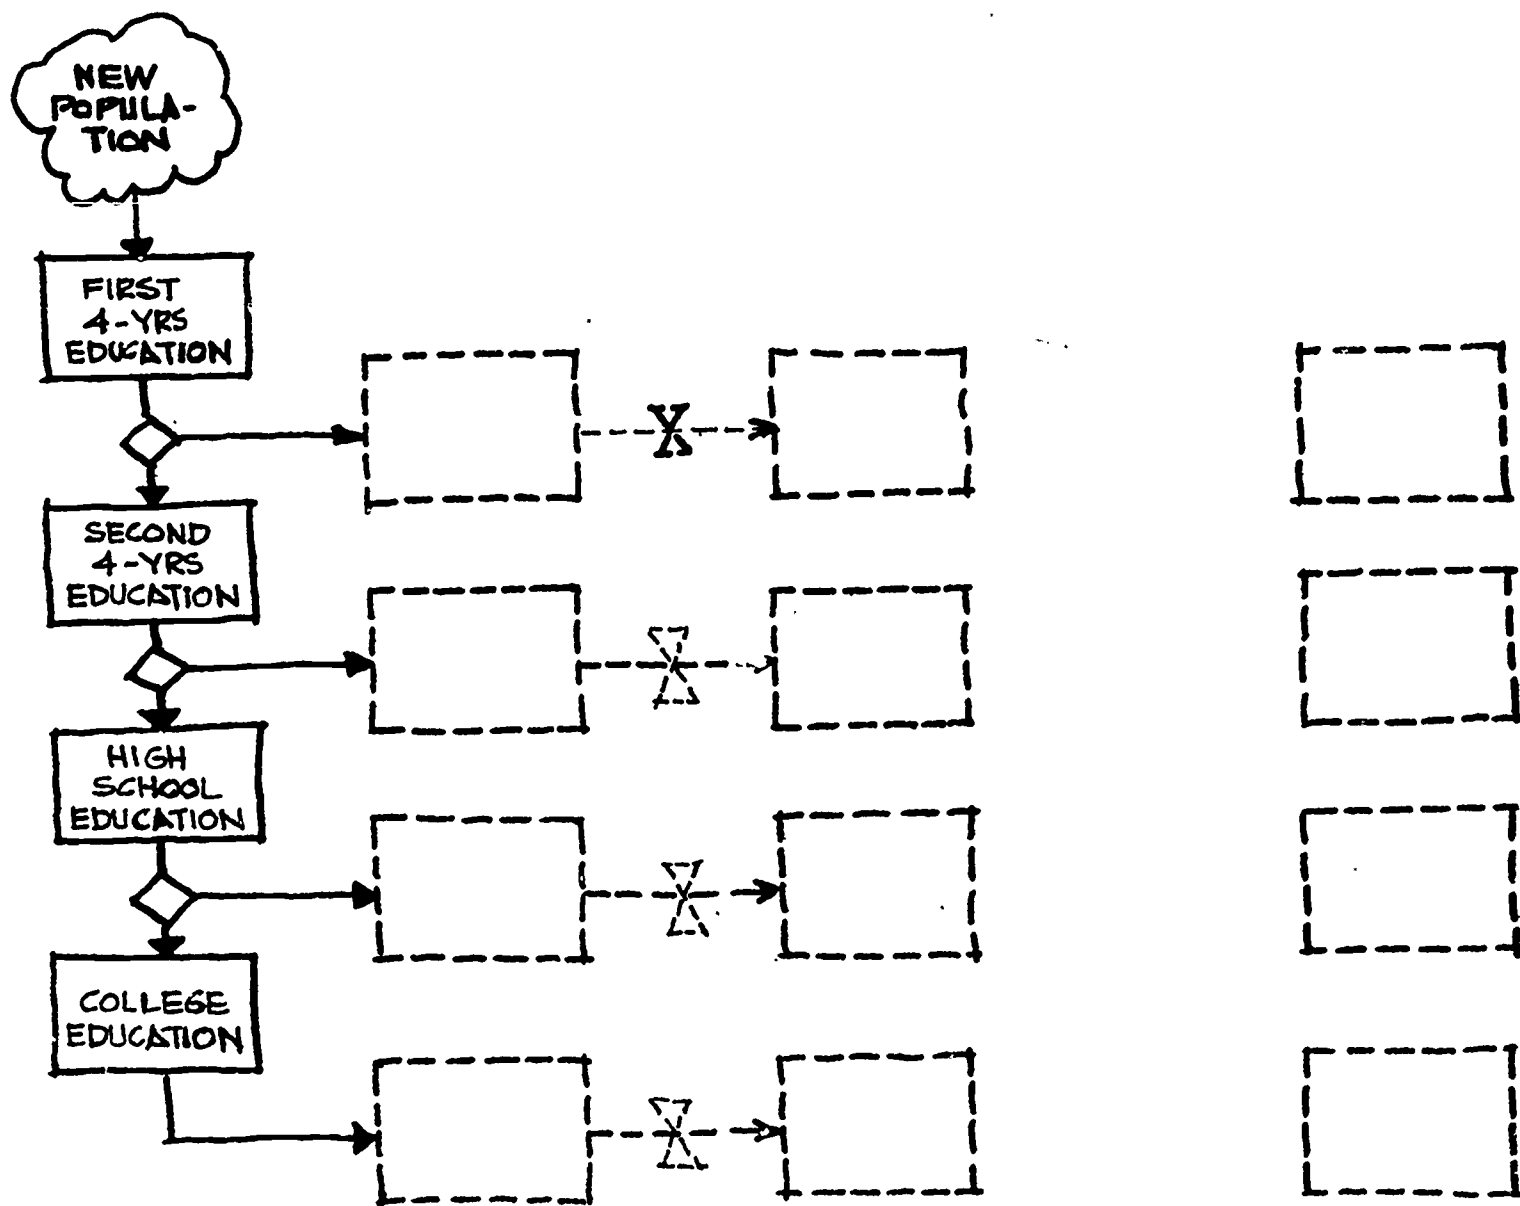 NEW
POPULA-
TION
FIRST
4-YRS
EDUCATION
SECOND
4-YRS
EDUCATION
HIGH
SCHOOL
EDUCATION
COLLEGE
EDUCATION